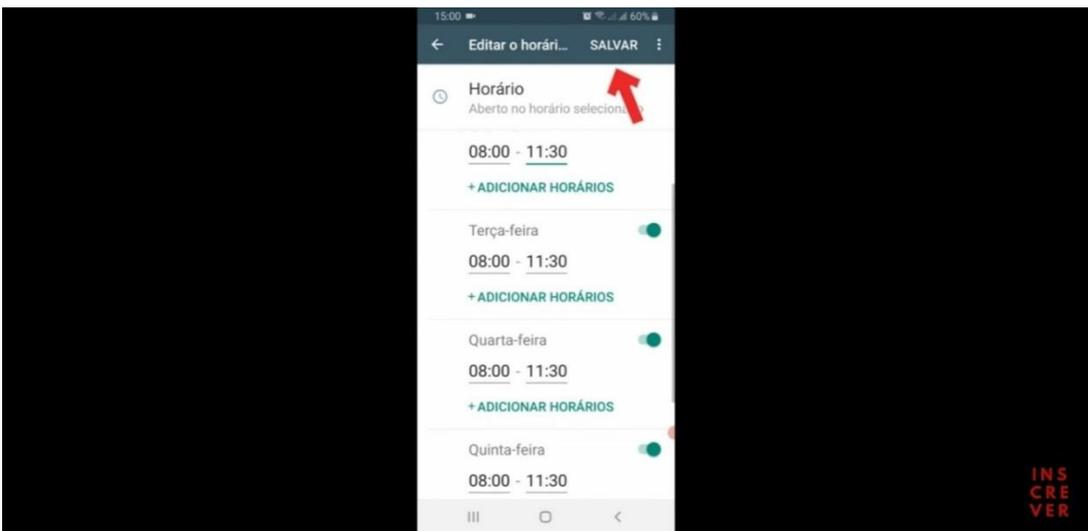 15:00 60%
Editar o horári... SALVAR
Horário
Aberto no horário selecionado
08:00 - 11:30
+ ADICIONAR HORÁRIOS
Terça-feira
08:00 - 11:30
+ ADICIONAR HORÁRIOS
Quarta-feira
08:00 - 11:30
+ ADICIONAR HORÁRIOS
Quinta-feira
08:00 - 11:30
INS
CRE
VER